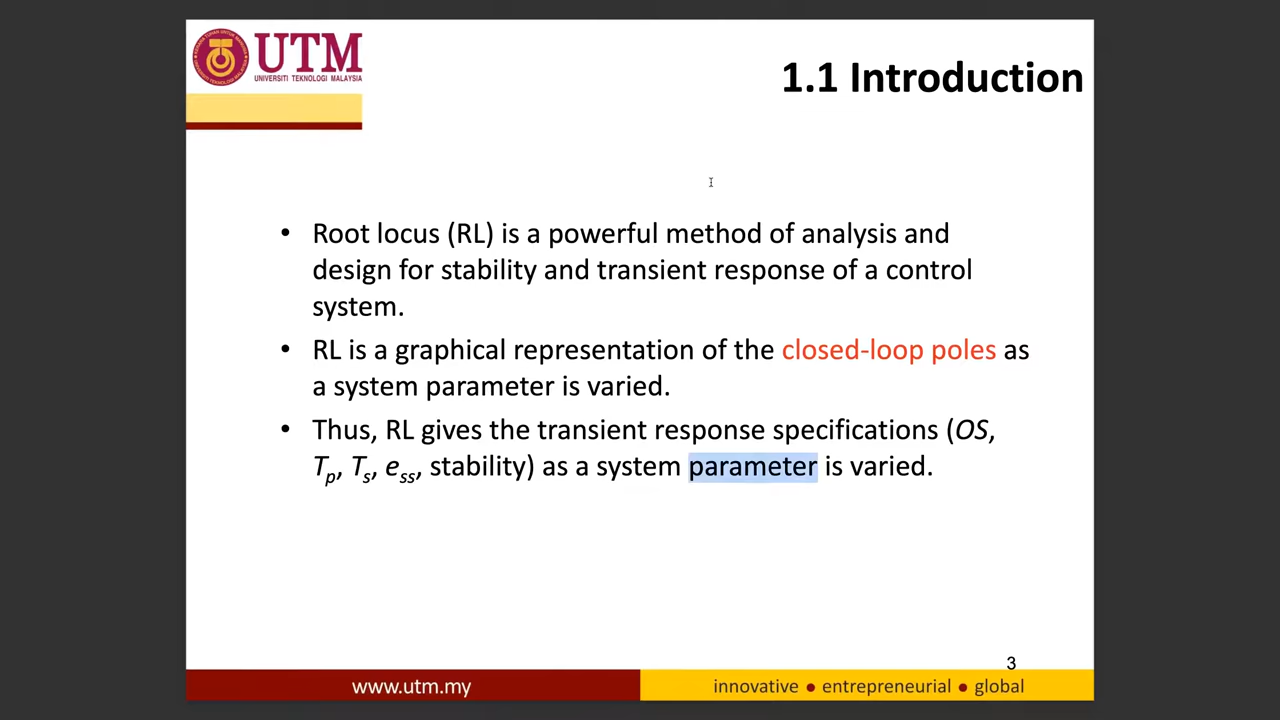 UTM
UNIVERSITI TEKNOLOGI MALAYSIA
1.1 Introduction
• Root locus (RL) is a powerful method of analysis and
design for stability and transient response of a control
system.
• RL is a graphical representation of the closed-loop poles as
a system parameter is varied.
• Thus, RL gives the transient response specifications (OS,
Tp, Ts, ess, stability) as a system parameter is varied.
3
www.utm.my
innovative ● entrepreneurial ● global